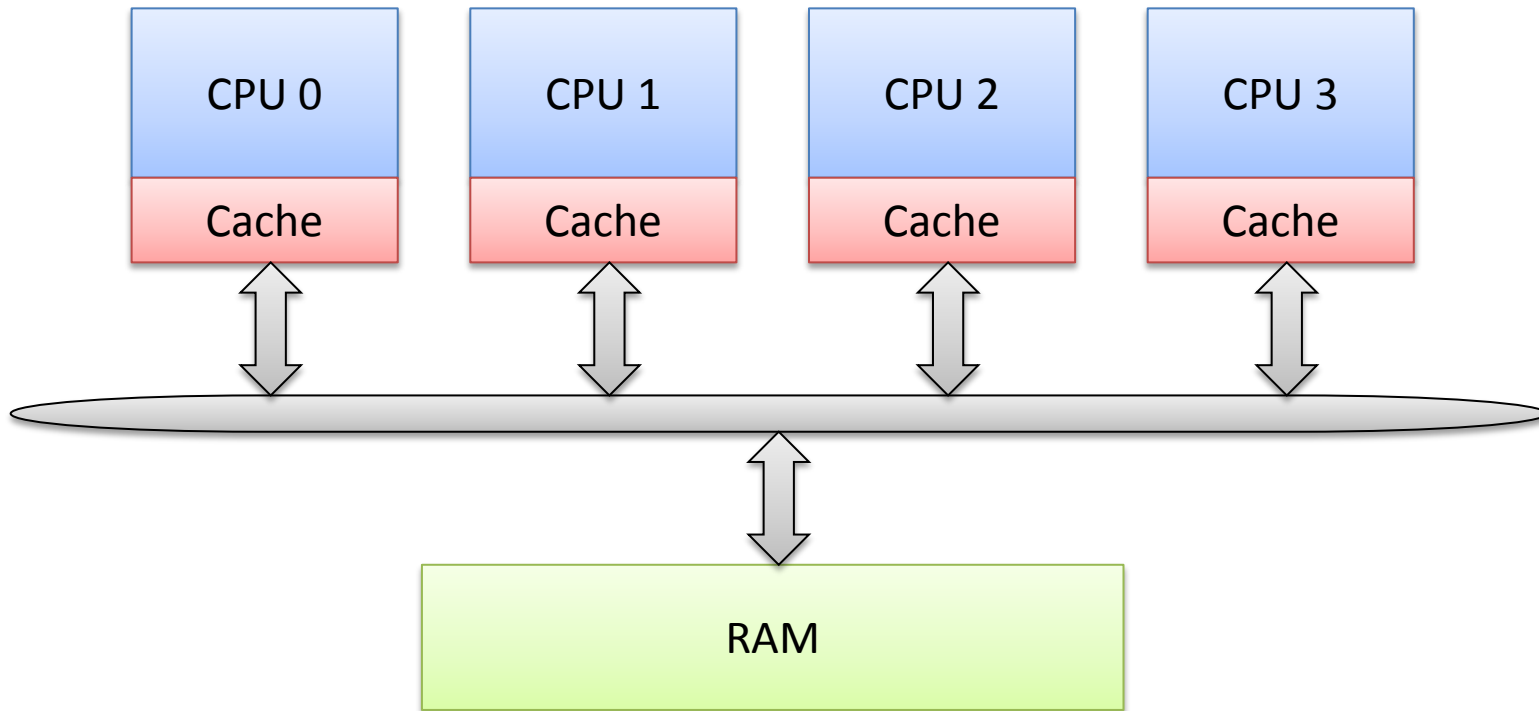 CPU 0
CPU 1
CPU 2
CPU 3
Cache
Cache
Cache
Cache
RAM